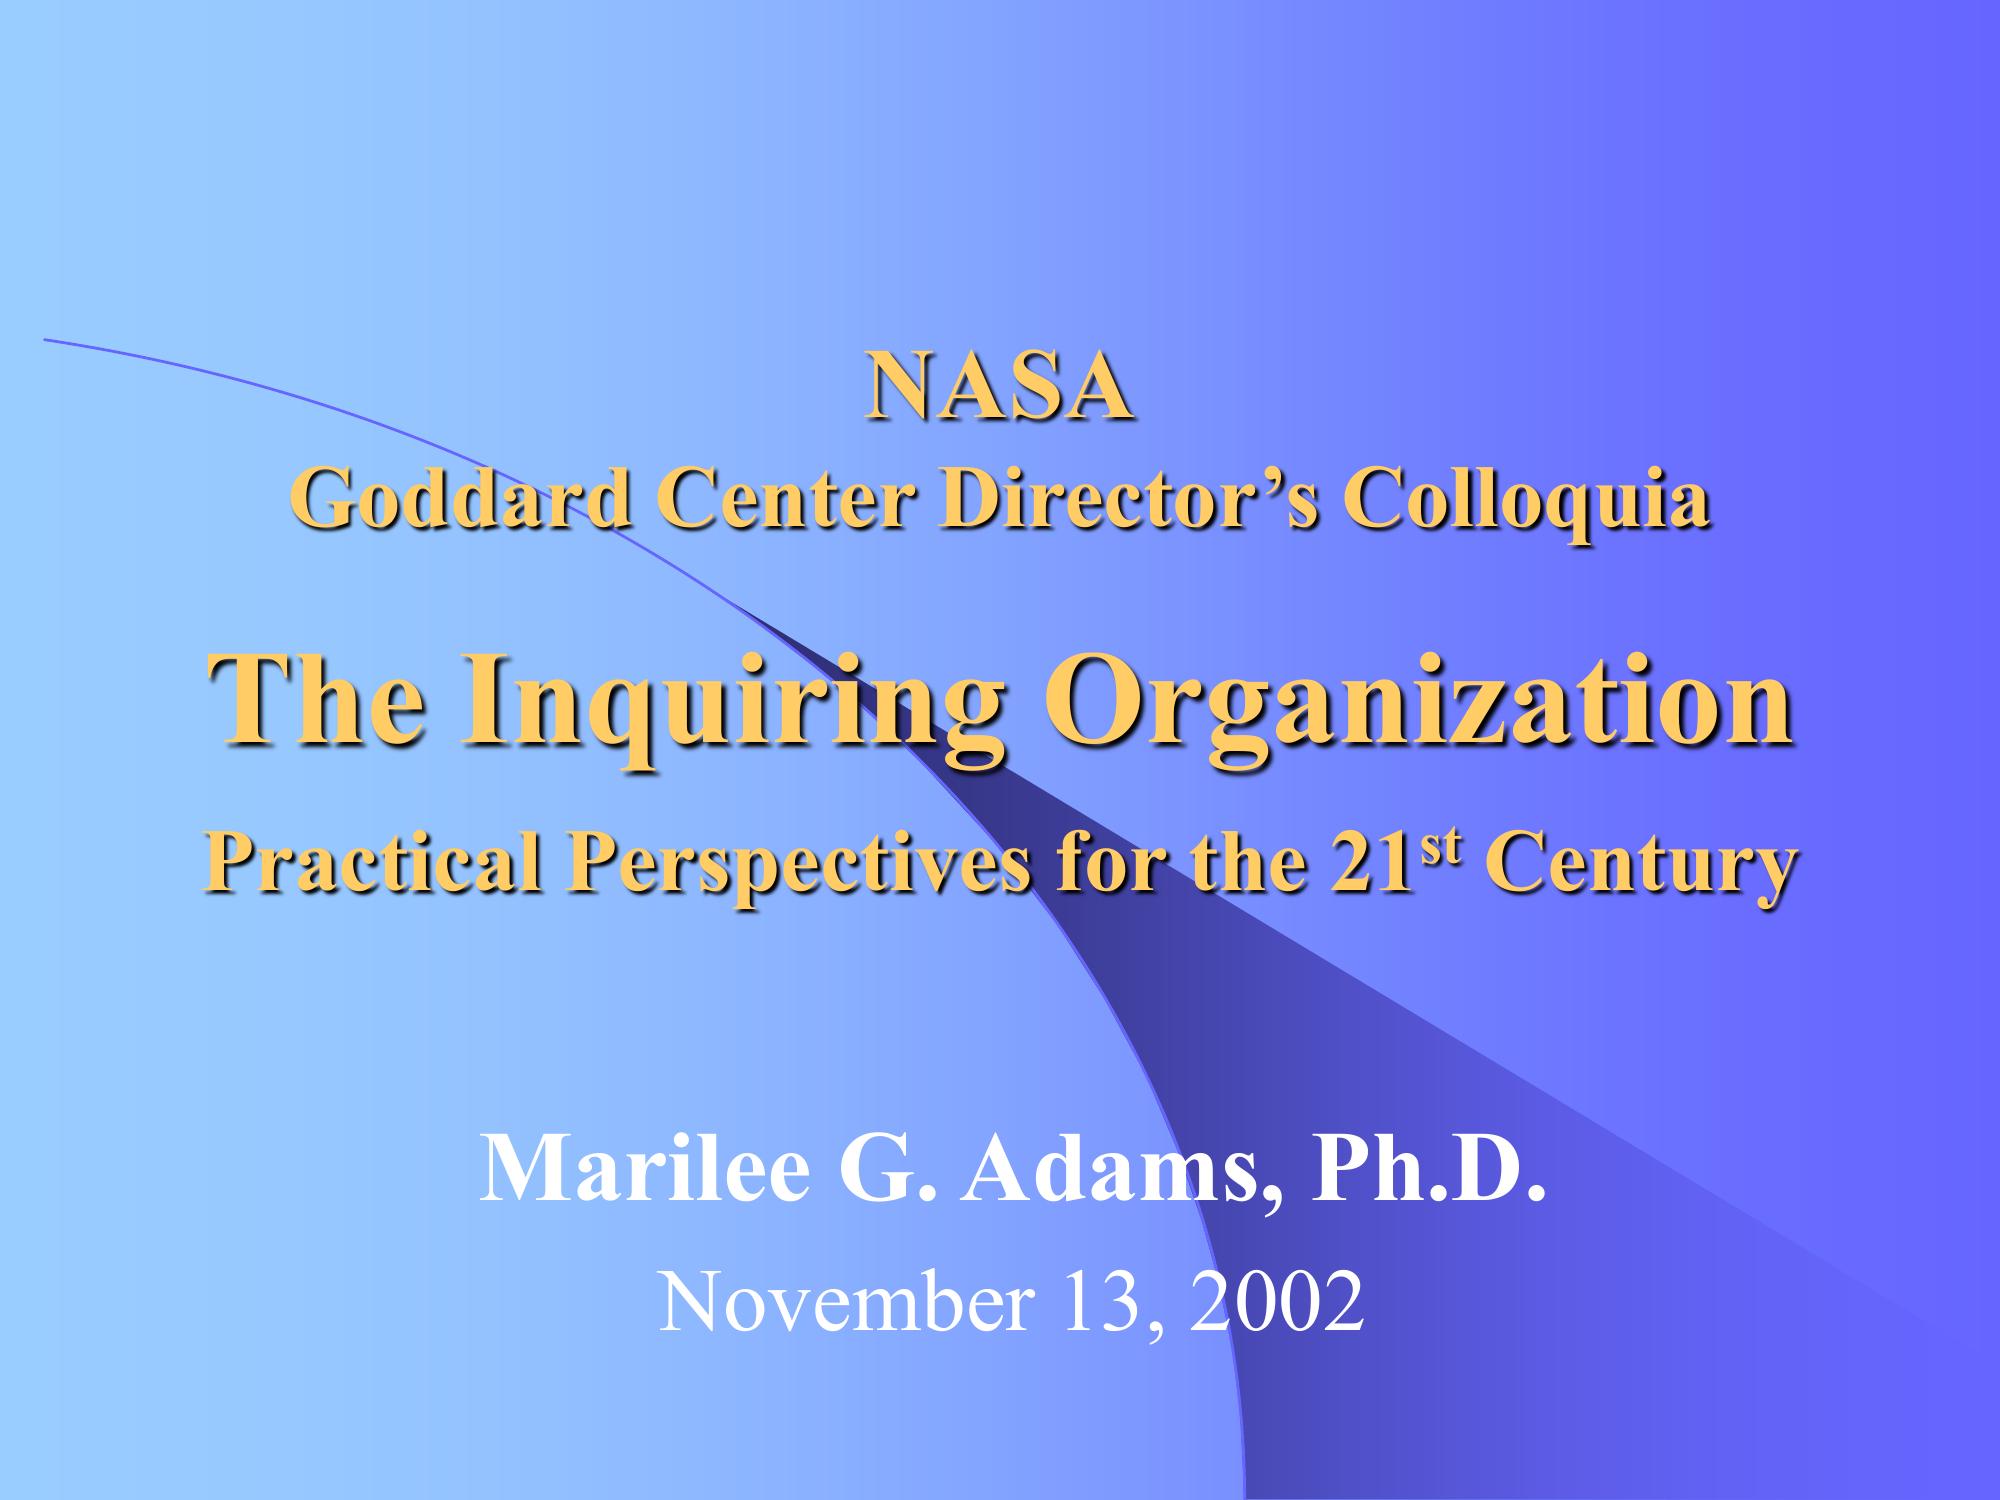 NASA
Goddard Center Director’s Colloquia
The Inquiring Organization
Practical Perspectives for the 21st Century
Marilee G. Adams, Ph.D.
November 13, 2002